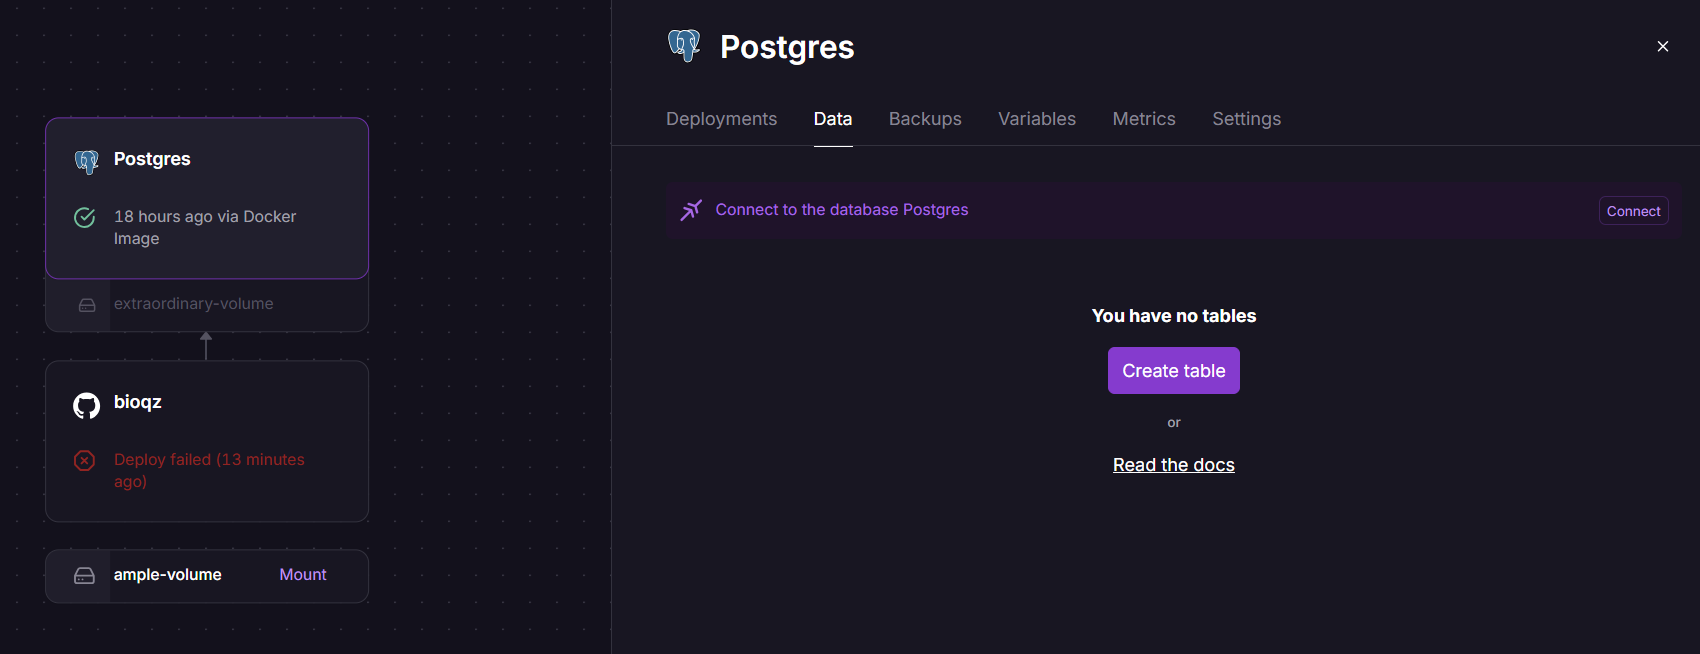 Postgres
18 hours ago via Docker
Image
extraordinary-volume
bioqz
Deploy failed (13 minutes
ago)
ample-volume Mount
Postgres
Deployments Data Backups Variables Metrics Settings
Connect to the database Postgres Connect
You have no tables
Create table
or
Read the docs